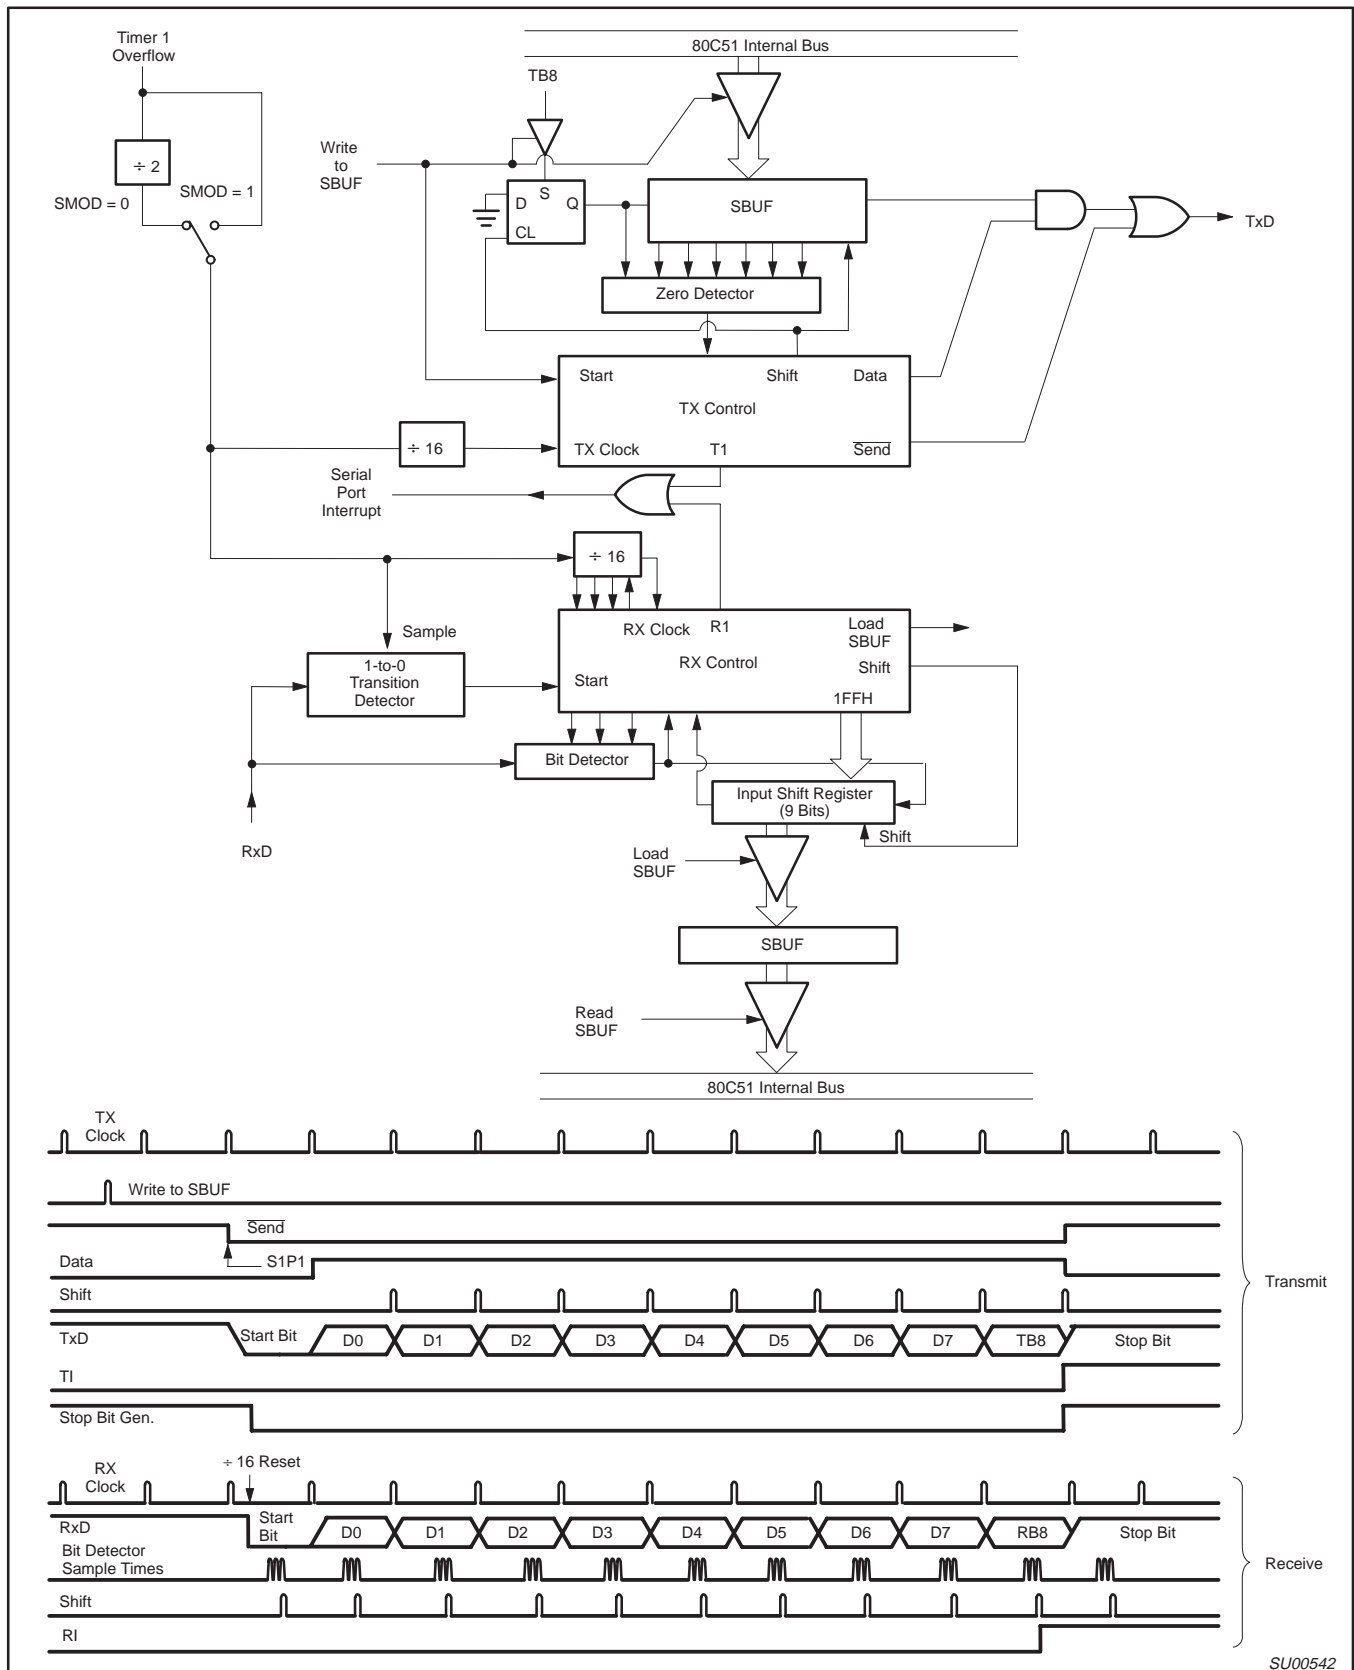 Timer 1
Overflow
80C51 Internal Bus
TB8
÷ 2
Write
to
SBUF
SMOD = 1
SMOD = 0
D
S
Q
CL
SBUF
TxD
Zero Detector
Start
Shift
Data
TX Control
÷ 16
TX Clock
T1
Send
Serial
Port
Interrupt
÷ 16
Sample
RX Clock
R1
Load
SBUF
RX Control
Shift
1-to-0
Transition
Detector
Start
1FFH
Bit Detector
Input Shift Register
(9 Bits)
RxD
Shift
Load
SBUF
SBUF
Read
SBUF
80C51 Internal Bus
TX
Clock
Write to SBUF
Send
Data
S1P1
Shift
Transmit
TxD
Start Bit
D0
D1
D2
D3
D4
D5
D6
D7
TB8
Stop Bit
TI
Stop Bit Gen.
RX
Clock
÷ 16 Reset
RxD
Start
Bit
D0
D1
D2
D3
D4
D5
D6
D7
RB8
Stop Bit
Bit Detector
Sample Times
Receive
Shift
RI
SU00542